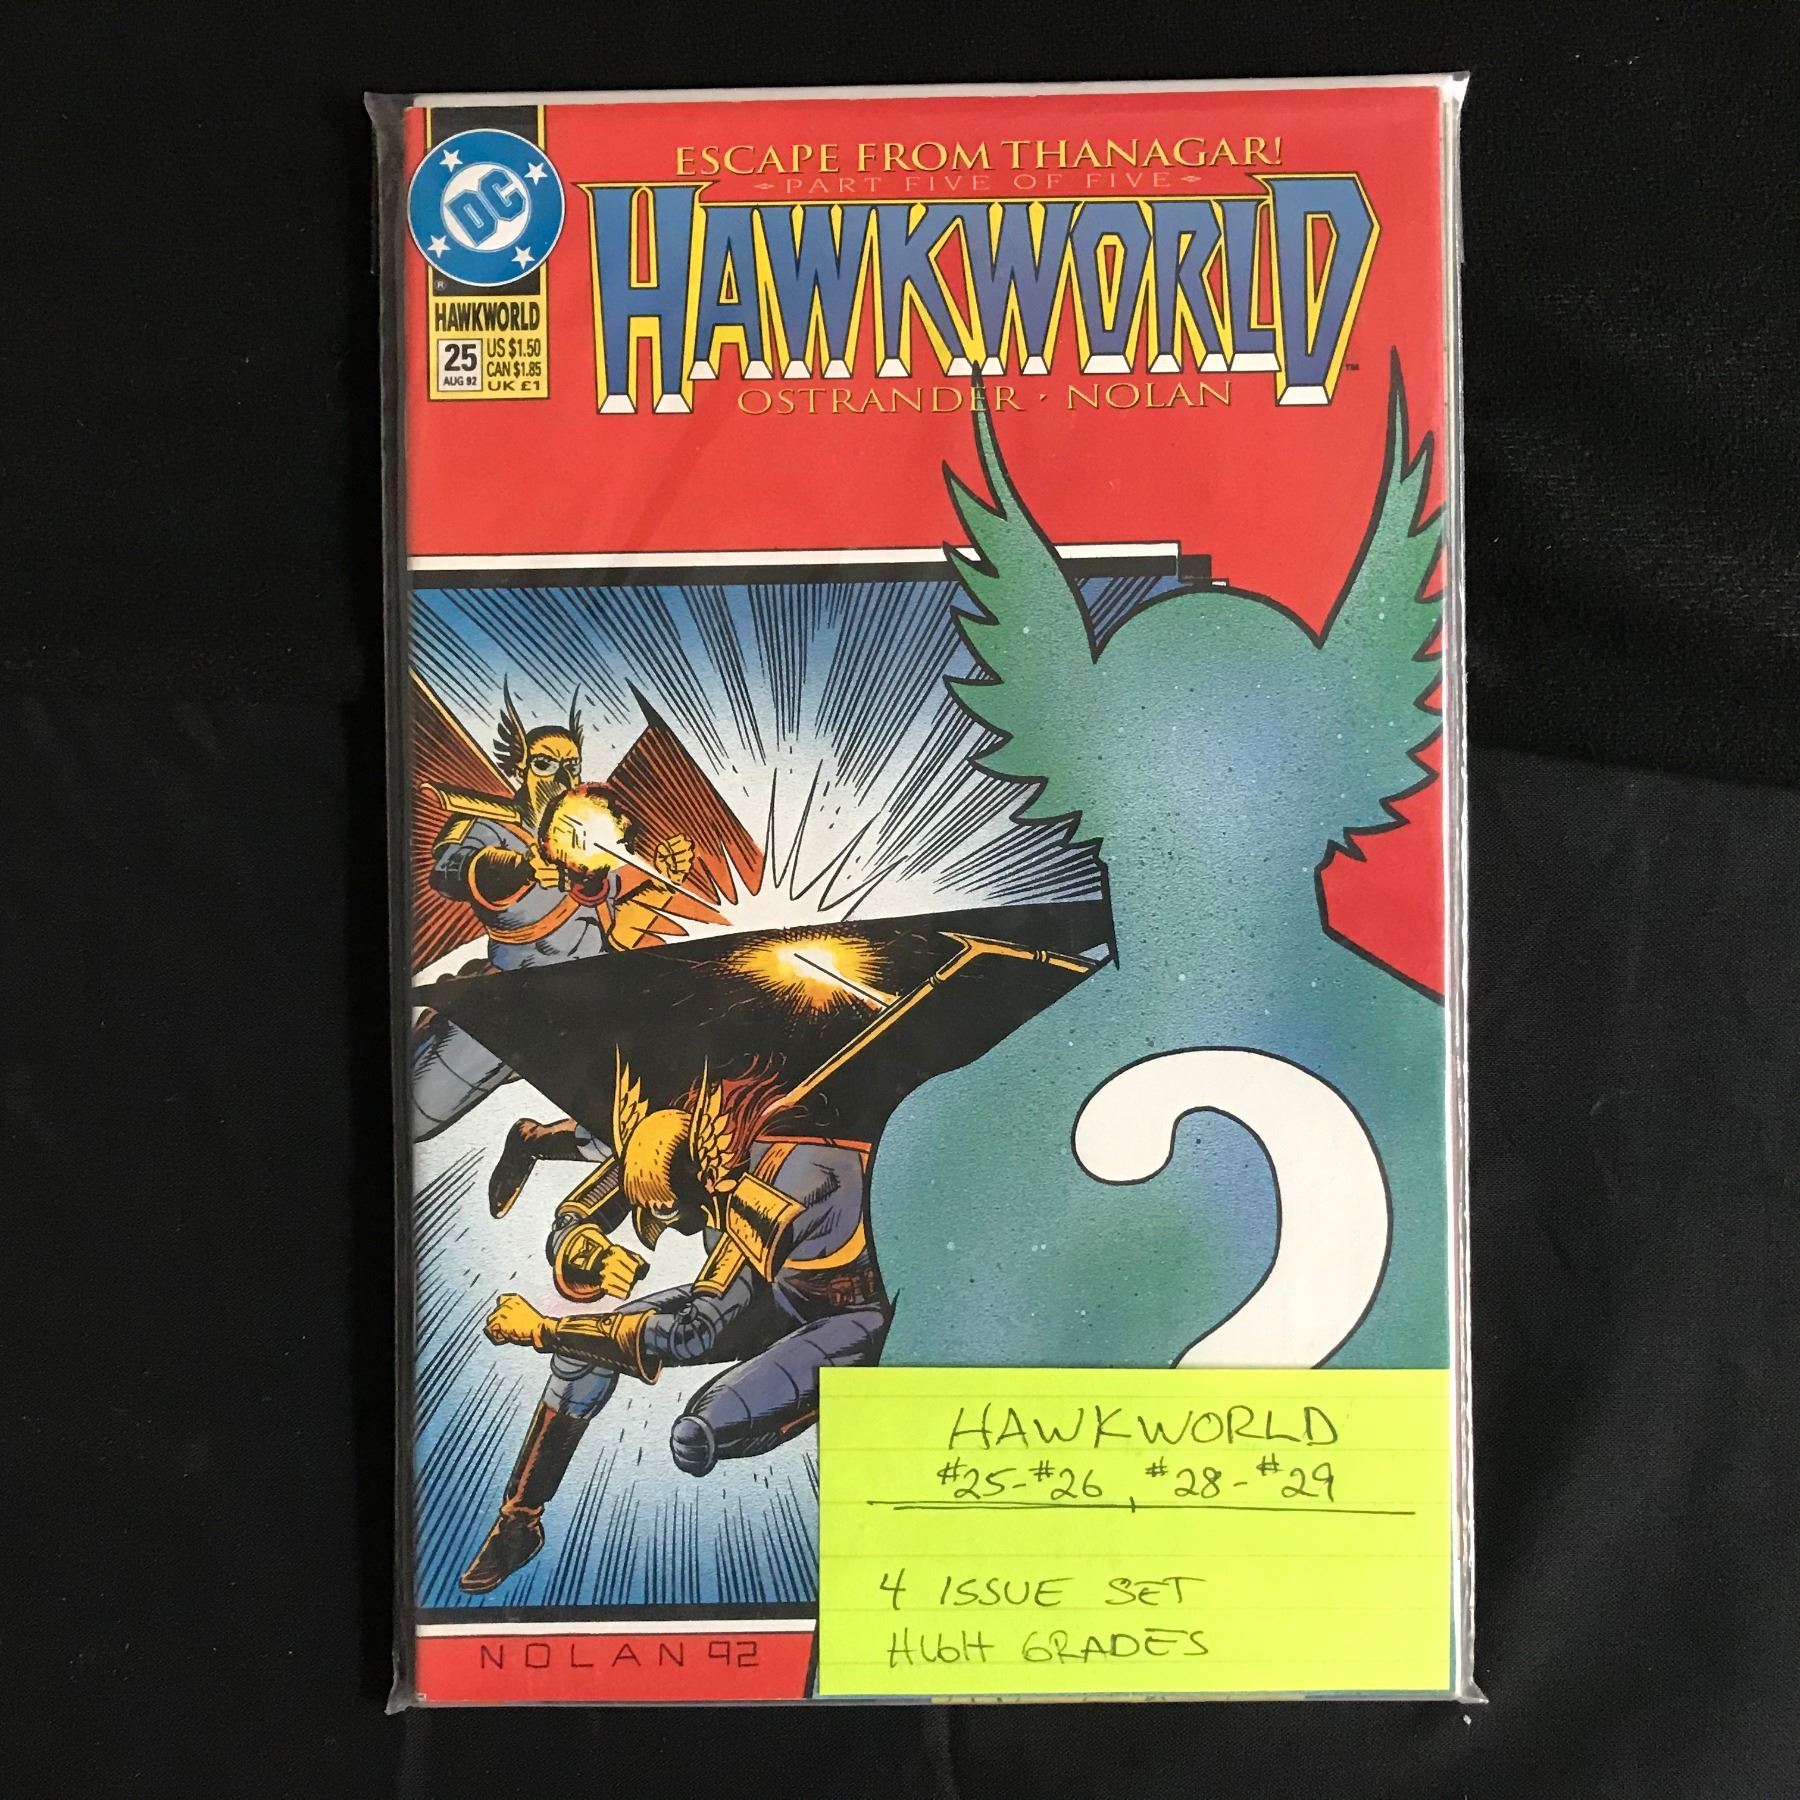 ESCAPE FROM THANAGAR!
PART FIVE OF FIVE
HAWKWORLD™
OSTRANDER · NOLAN
DC
®
HAWKWORLD
25
AUG 92
US $1.50
CAN $1.85
UK £1
?
NOLAN 92
HAWKWORLD
#25-#26, #28-#29
4 ISSUE SET
HIGH GRADES